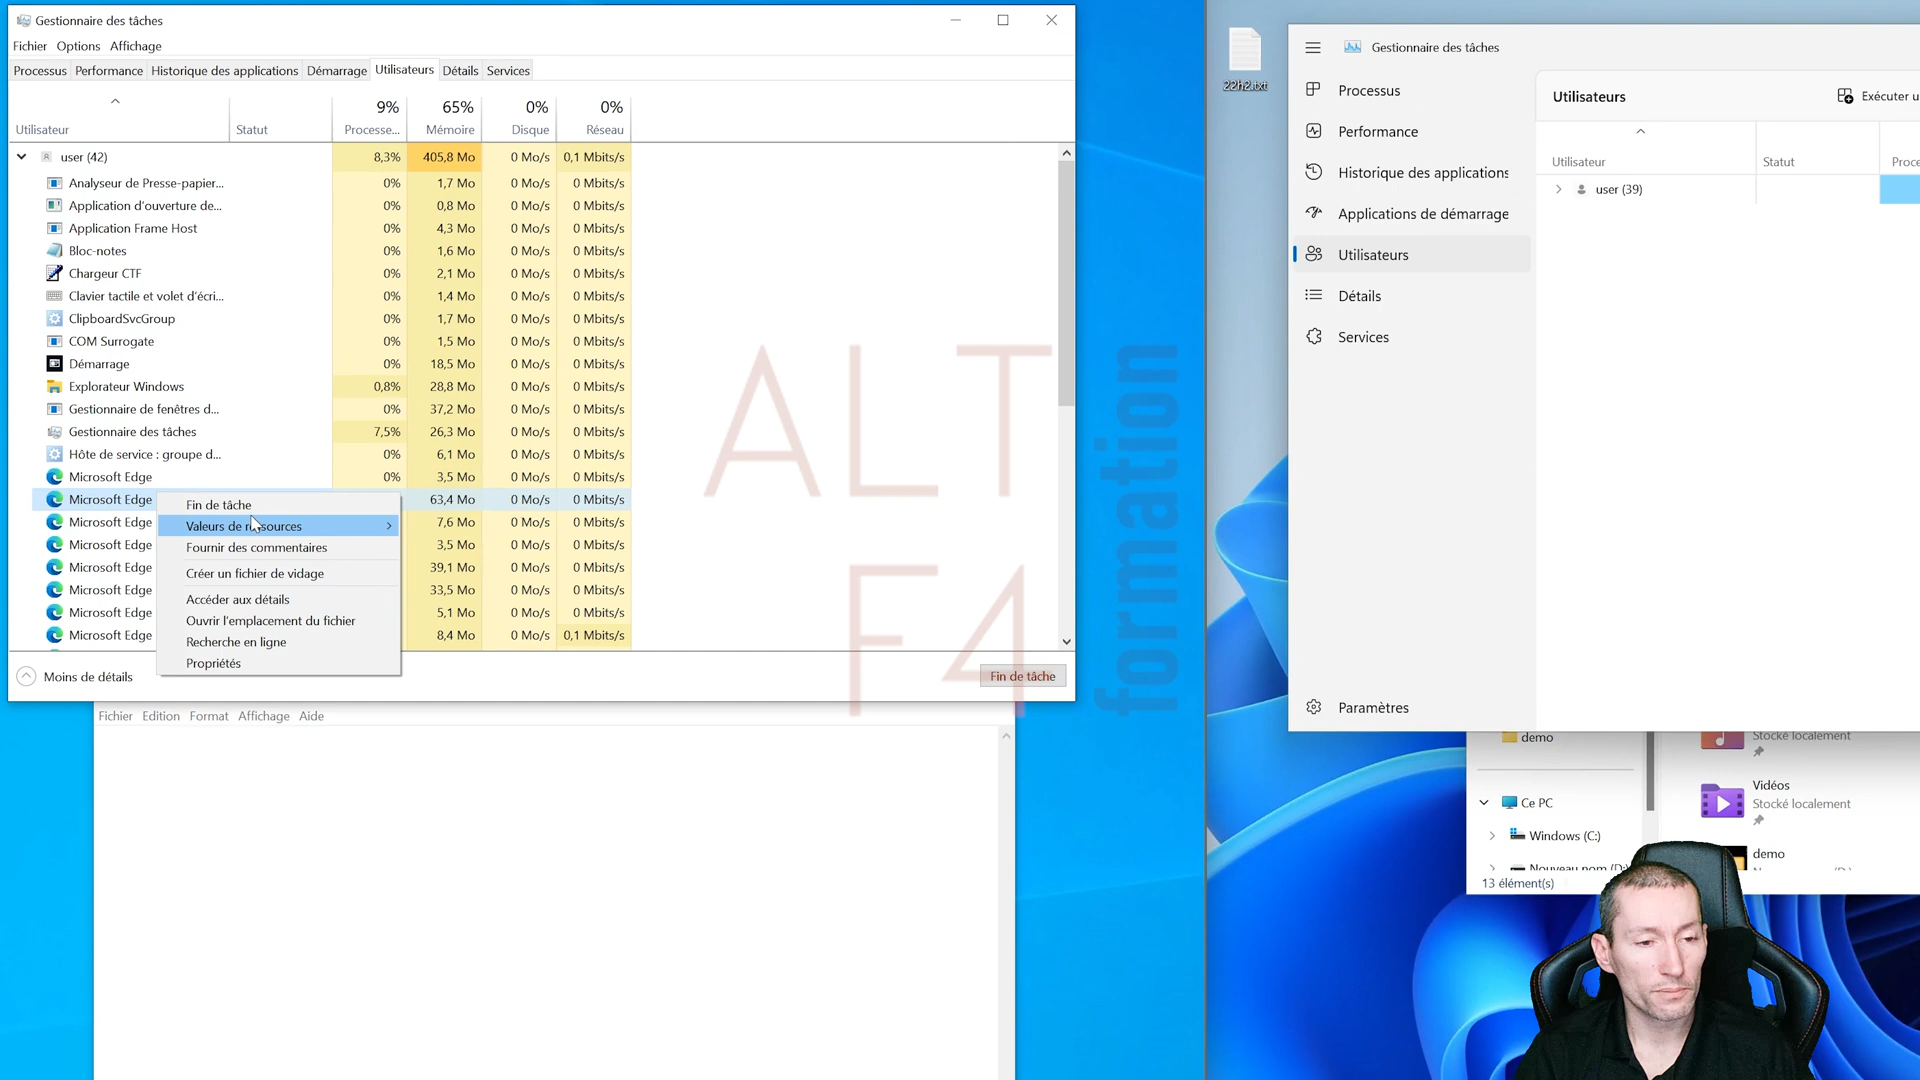 Gestionnaire des tâches
Fichier Options Affichage
Processus Performance Historique des applications Démarrage Utilisateurs Détails Services
9% 65% 0% 0%
Utilisateur Statut Processe... Mémoire Disque Réseau
user (42) 8,3% 405,8 Mo 0 Mo/s 0,1 Mbits/s
Analyseur de Presse-papier... 0% 1,7 Mo 0 Mo/s 0 Mbits/s
Application d'ouverture de... 0% 0,8 Mo 0 Mo/s 0 Mbits/s
Application Frame Host 0% 4,3 Mo 0 Mo/s 0 Mbits/s
Bloc-notes 0% 1,6 Mo 0 Mo/s 0 Mbits/s
Chargeur CTF 0% 2,1 Mo 0 Mo/s 0 Mbits/s
Clavier tactile et volet d'écri... 0% 1,4 Mo 0 Mo/s 0 Mbits/s
ClipboardSvcGroup 0% 1,7 Mo 0 Mo/s 0 Mbits/s
COM Surrogate 0% 1,5 Mo 0 Mo/s 0 Mbits/s
Démarrage 0% 18,5 Mo 0 Mo/s 0 Mbits/s
Explorateur Windows 0,8% 28,8 Mo 0 Mo/s 0 Mbits/s
Gestionnaire de fenêtres d... 0% 37,2 Mo 0 Mo/s 0 Mbits/s
Gestionnaire des tâches 7,5% 26,3 Mo 0 Mo/s 0 Mbits/s
Hôte de service : groupe d... 0% 6,1 Mo 0 Mo/s 0 Mbits/s
Microsoft Edge 0% 3,5 Mo 0 Mo/s 0 Mbits/s
Microsoft Edge 63,4 Mo 0 Mo/s 0 Mbits/s
Microsoft Edge 7,6 Mo 0 Mo/s 0 Mbits/s
Microsoft Edge 3,5 Mo 0 Mo/s 0 Mbits/s
Microsoft Edge 39,1 Mo 0 Mo/s 0 Mbits/s
Microsoft Edge 33,5 Mo 0 Mo/s 0 Mbits/s
Microsoft Edge 5,1 Mo 0 Mo/s 0 Mbits/s
Microsoft Edge 8,4 Mo 0 Mo/s 0,1 Mbits/s
Fin de tâche
Valeurs de ressources
Fournir des commentaires
Créer un fichier de vidage
Accéder aux détails
Ouvrir l'emplacement du fichier
Recherche en ligne
Propriétés
Moins de détails
Fin de tâche
Fichier Edition Format Affichage Aide
ALT
F4
formation
22h2.txt
Gestionnaire des tâches
Processus
Performance
Historique des applications
Applications de démarrage
Utilisateurs
Détails
Services
Paramètres
Utilisateurs Exécuter u
Utilisateur Statut Proce
user (39)
demo
Ce PC
Windows (C:)
Nouveau nom (D:)
13 élément(s)
Stocké localement
Vidéos
Stocké localement
demo